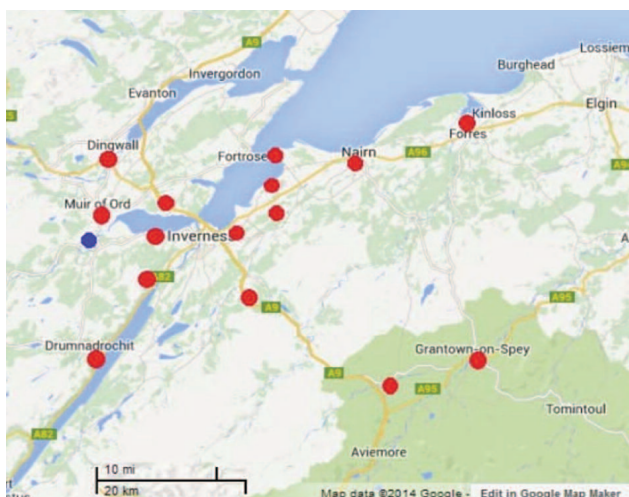 Lossiem
A9
Burghead
Invergordon
Evanton
Elgin
Kinloss
Forres
Dingwall
Fortrose
Nairn
A96
A94
Muir of Ord
Inverness
A82
A9
A95
Drumnadrochit
Grantown-on-Spey
A9
A95
Tomintoul
A82
Aviemore
10 mi
20 km
Map data ©2014 Google - Edit in Google Map Maker